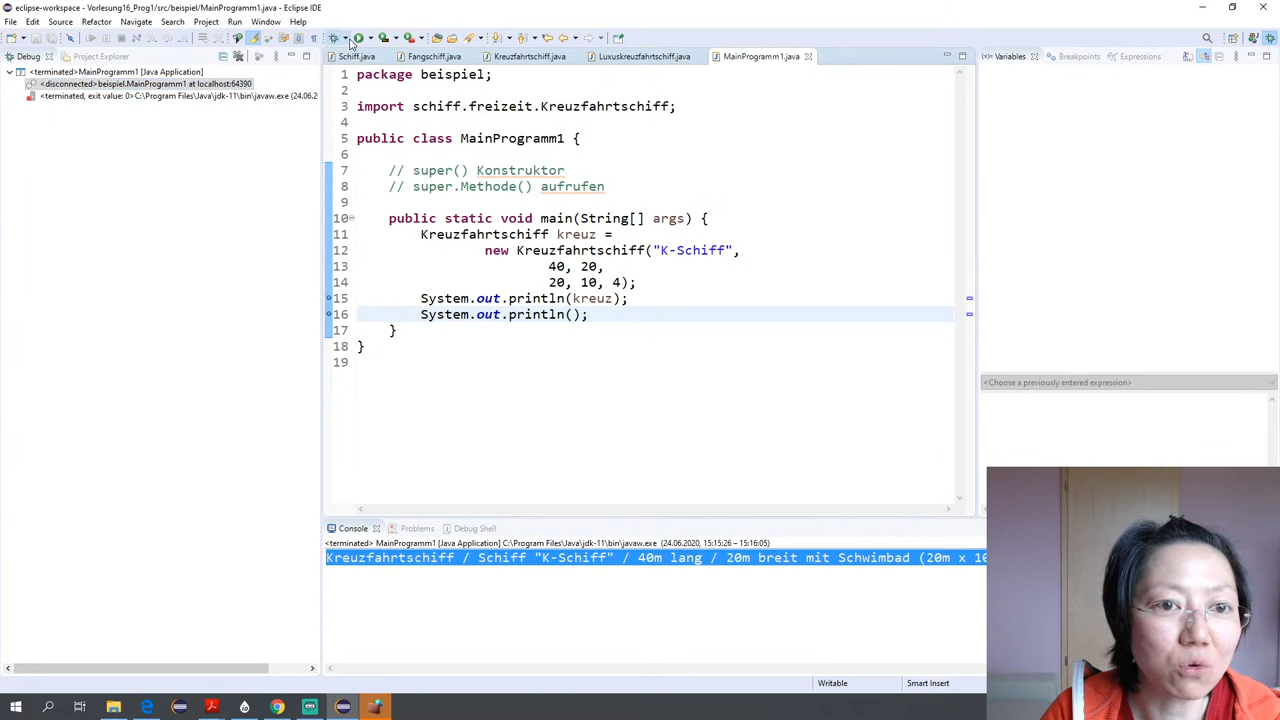 eclipse-workspace - Vorlesung16_Prog1/src/beispiel/MainProgramm1.java - Eclipse IDE
File Edit Source Refactor Navigate Search Project Run Window Help
Debug Project Explorer
<terminated>MainProgramm1 [Java Application]
<disconnected>beispiel.MainProgramm1 at localhost:64390
<terminated, exit value: 0>C:\Program Files\Java\jdk-11\bin\javaw.exe (24.06
Schiff.java Fangschiff.java Kreuzfahrtschiff.java Luxuskreuzfahrtschiff.java MainProgramm1.java
1 package beispiel;
2
3 import schiff.freizeit.Kreuzfahrtschiff;
4
5 public class MainProgramm1 {
6
7 // super() Konstruktor
8 // super.Methode() aufrufen
9
10 public static void main(String[] args) {
11 Kreuzfahrtschiff kreuz =
12 new Kreuzfahrtschiff("K-Schiff",
13 40, 20,
14 20, 10, 4);
15 System.out.println(kreuz);
16 System.out.println();
17 }
18 }
19
Variables Breakpoints Expressions
<Choose a previously entered expression>
Console Problems Debug Shell
<terminated> MainProgramm1 [Java Application] C:\Program Files\Java\jdk-11\bin\javaw.exe (24.06.2020, 15:15:26 – 15:16:05)
Kreuzfahrtschiff / Schiff "K-Schiff" / 40m lang / 20m breit mit Schwimbad (20m x 10
Writable Smart Insert